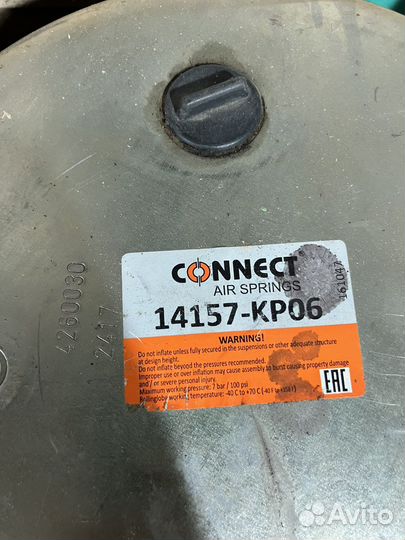 CONNECT
AIR SPRINGS
14157-KP06
161047
WARNING!
Do not inflate unless fully secured in the suspensions or other adequate structure
at design height.
Do not inflate beyond the pressures recommended.
Improper use or over inflation may cause assembly to burst causing property damage
and / or severe personal injury.
Maximum working pressure: 7 bar / 100 psi
working temperature: -40 C to +70 C
EAC
4260030
2417
Avito